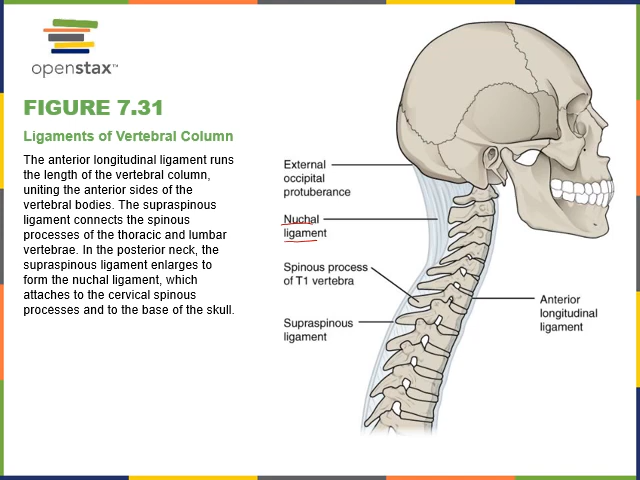 openstax™
FIGURE 7.31
Ligaments of Vertebral Column
The anterior longitudinal ligament runs
the length of the vertebral column,
uniting the anterior sides of the
vertebral bodies. The supraspinous
ligament connects the spinous
processes of the thoracic and lumbar
vertebrae. In the posterior neck, the
supraspinous ligament enlarges to
form the nuchal ligament, which
attaches to the cervical spinous
processes and to the base of the skull.
External
occipital
protuberance
Nuchal
ligament
Spinous process
of T1 vertebra
Supraspinous
ligament
Anterior
longitudinal
ligament